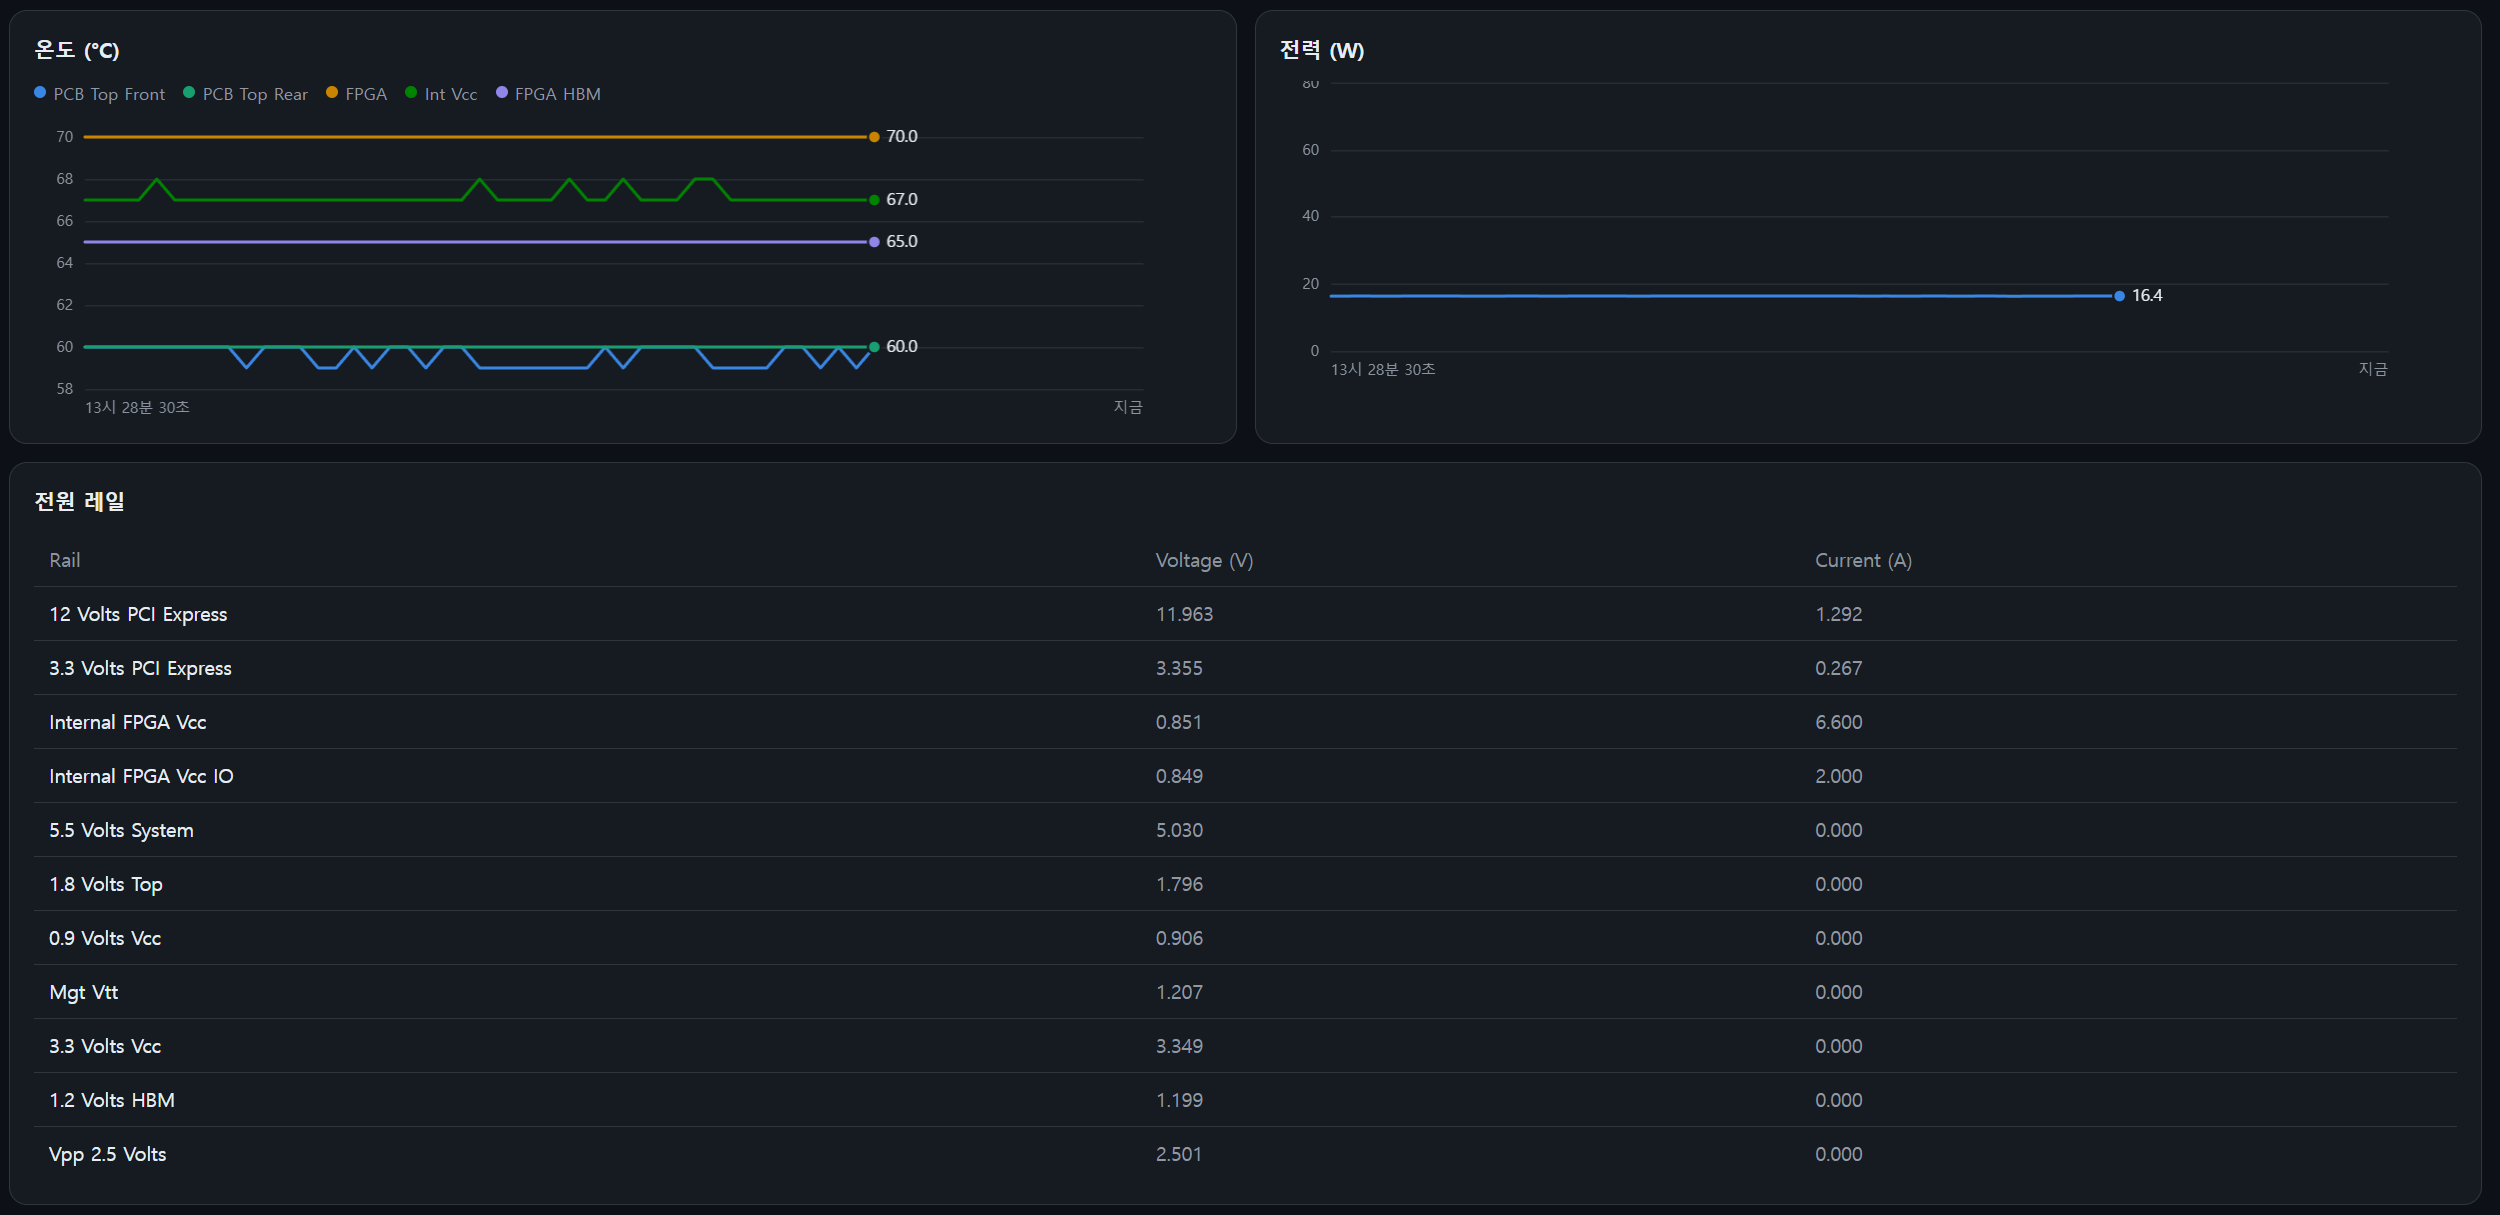 온도 (°C)
PCB Top Front PCB Top Rear FPGA Int Vcc FPGA HBM
70
68
66
64
62
60
58
70.0
67.0
65.0
60.0
13시 28분 30초 지금
전력 (W)
80
60
40
20
0
16.4
13시 28분 30초 지금
전원 레일
Rail Voltage (V) Current (A)
12 Volts PCI Express 11.963 1.292
3.3 Volts PCI Express 3.355 0.267
Internal FPGA Vcc 0.851 6.600
Internal FPGA Vcc IO 0.849 2.000
5.5 Volts System 5.030 0.000
1.8 Volts Top 1.796 0.000
0.9 Volts Vcc 0.906 0.000
Mgt Vtt 1.207 0.000
3.3 Volts Vcc 3.349 0.000
1.2 Volts HBM 1.199 0.000
Vpp 2.5 Volts 2.501 0.000